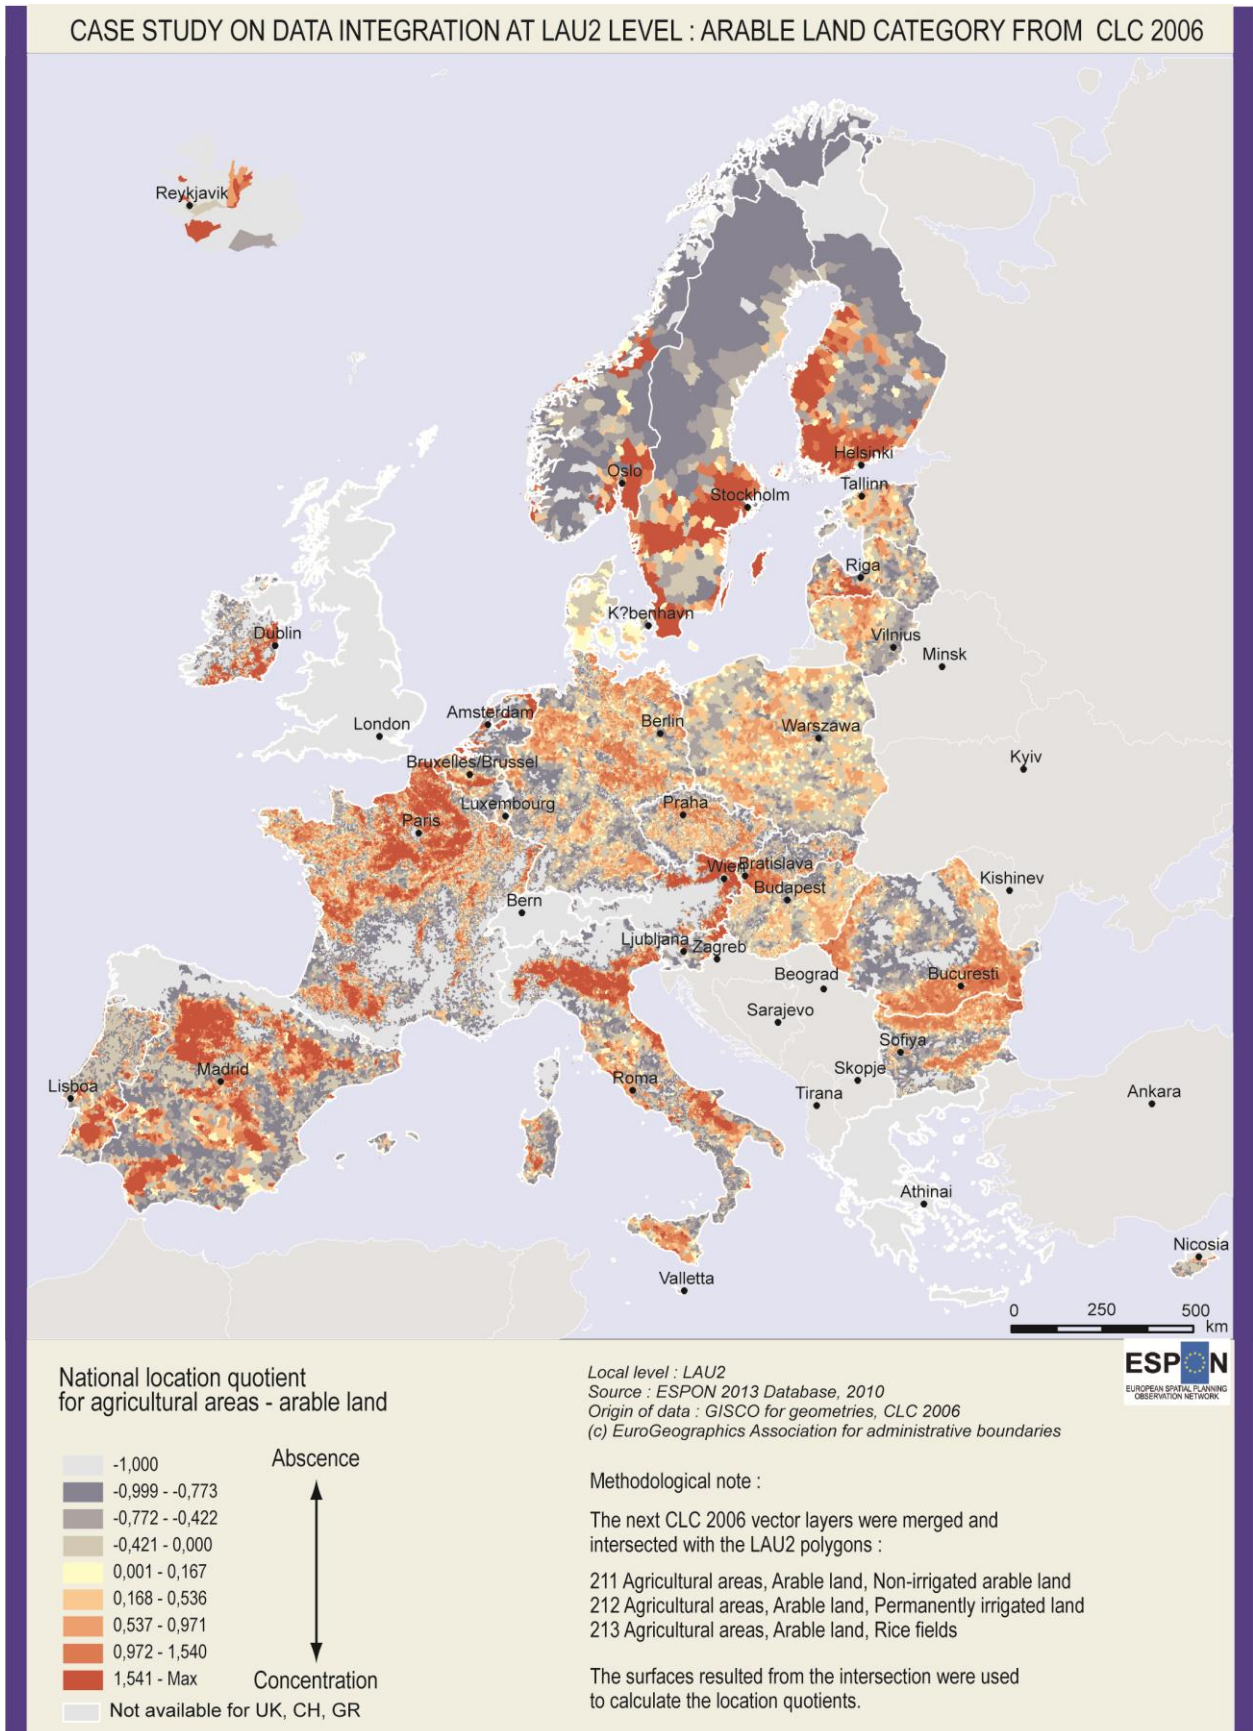 CASE STUDY ON DATA INTEGRATION AT LAU2 LEVEL : ARABLE LAND CATEGORY FROM CLC 2006
Reykjavik
Oslo
Helsinki
Stockholm
Tallinn
Riga
K?benhavn
Dublin
Vilnius
Minsk
Amsterdam
London
Berlin
Warszawa
Bruxelles/Brussel
Kyiv
Luxembourg
Praha
Paris
Wien
Bratislava
Budapest
Kishinev
Bern
Ljubljana
Zagreb
Beograd
Bucuresti
Sarajevo
Sofiya
Madrid
Skopje
Roma
Lisboa
Tirana
Ankara
Athinai
Nicosia
Valletta
0 250 500
km
National location quotient
for agricultural areas - arable land
Abscence
-1,000
-0,999 - -0,773
-0,772 - -0,422
-0,421 - 0,000
0,001 - 0,167
0,168 - 0,536
0,537 - 0,971
0,972 - 1,540
1,541 - Max
Concentration
Not available for UK, CH, GR
Local level : LAU2
Source : ESPON 2013 Database, 2010
Origin of data : GISCO for geometries, CLC 2006
(c) EuroGeographics Association for administrative boundaries
Methodological note :
The next CLC 2006 vector layers were merged and
intersected with the LAU2 polygons :
211 Agricultural areas, Arable land, Non-irrigated arable land
212 Agricultural areas, Arable land, Permanently irrigated land
213 Agricultural areas, Arable land, Rice fields
The surfaces resulted from the intersection were used
to calculate the location quotients.
ESPON
EUROPEAN SPATIAL PLANNING
OBSERVATION NETWORK